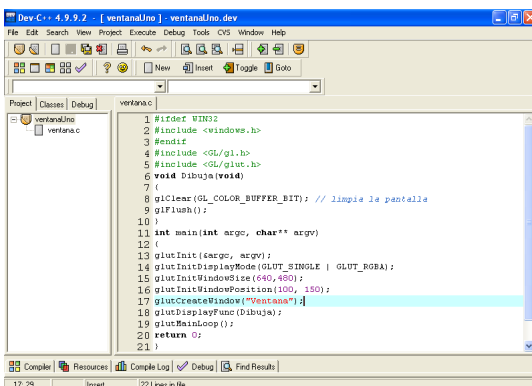 Dev-C++ 4.9.9.2 - [ ventanaUno ] - ventanaUno.dev
File Edit Search View Project Execute Debug Tools CVS Window Help
New Insert Toggle Goto
Project Classes Debug ventana.c
ventanaUno
ventana.c
1 #ifdef WIN32
2 #include <windows.h>
3 #endif
4 #include <GL/gl.h>
5 #include <GL/glut.h>
6 void Dibuja(void)
7 {
8 glClear(GL_COLOR_BUFFER_BIT); // limpia la pantalla
9 glFlush();
10 }
11 int main(int argc, char** argv)
12 {
13 glutInit(&argc, argv);
14 glutInitDisplayMode(GLUT_SINGLE | GLUT_RGBA);
15 glutInitWindowSize(640,480);
16 glutInitWindowPosition(100, 150);
17 glutCreateWindow("Ventana");
18 glutDisplayFunc(Dibuja);
19 glutMainLoop();
20 return 0;
21 }
Compiler Resources Compile Log Debug Find Results
17: 29 Insert 22 Lines in file